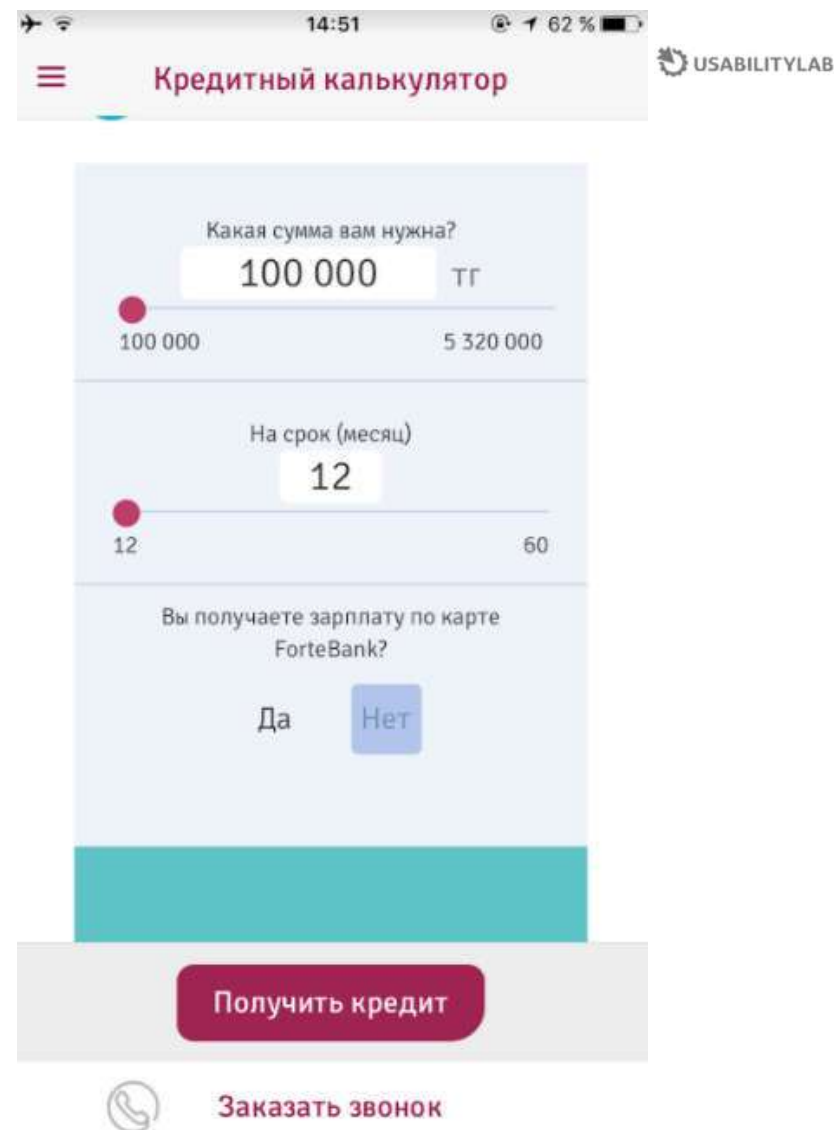 14:51
62 %
Кредитный калькулятор
USABILITYLAB
Какая сумма вам нужна?
100 000 тг
100 000 5 320 000
На срок (месяц)
12
12 60
Вы получаете зарплату по карте
ForteBank?
Да Нет
Получить кредит
Заказать звонок